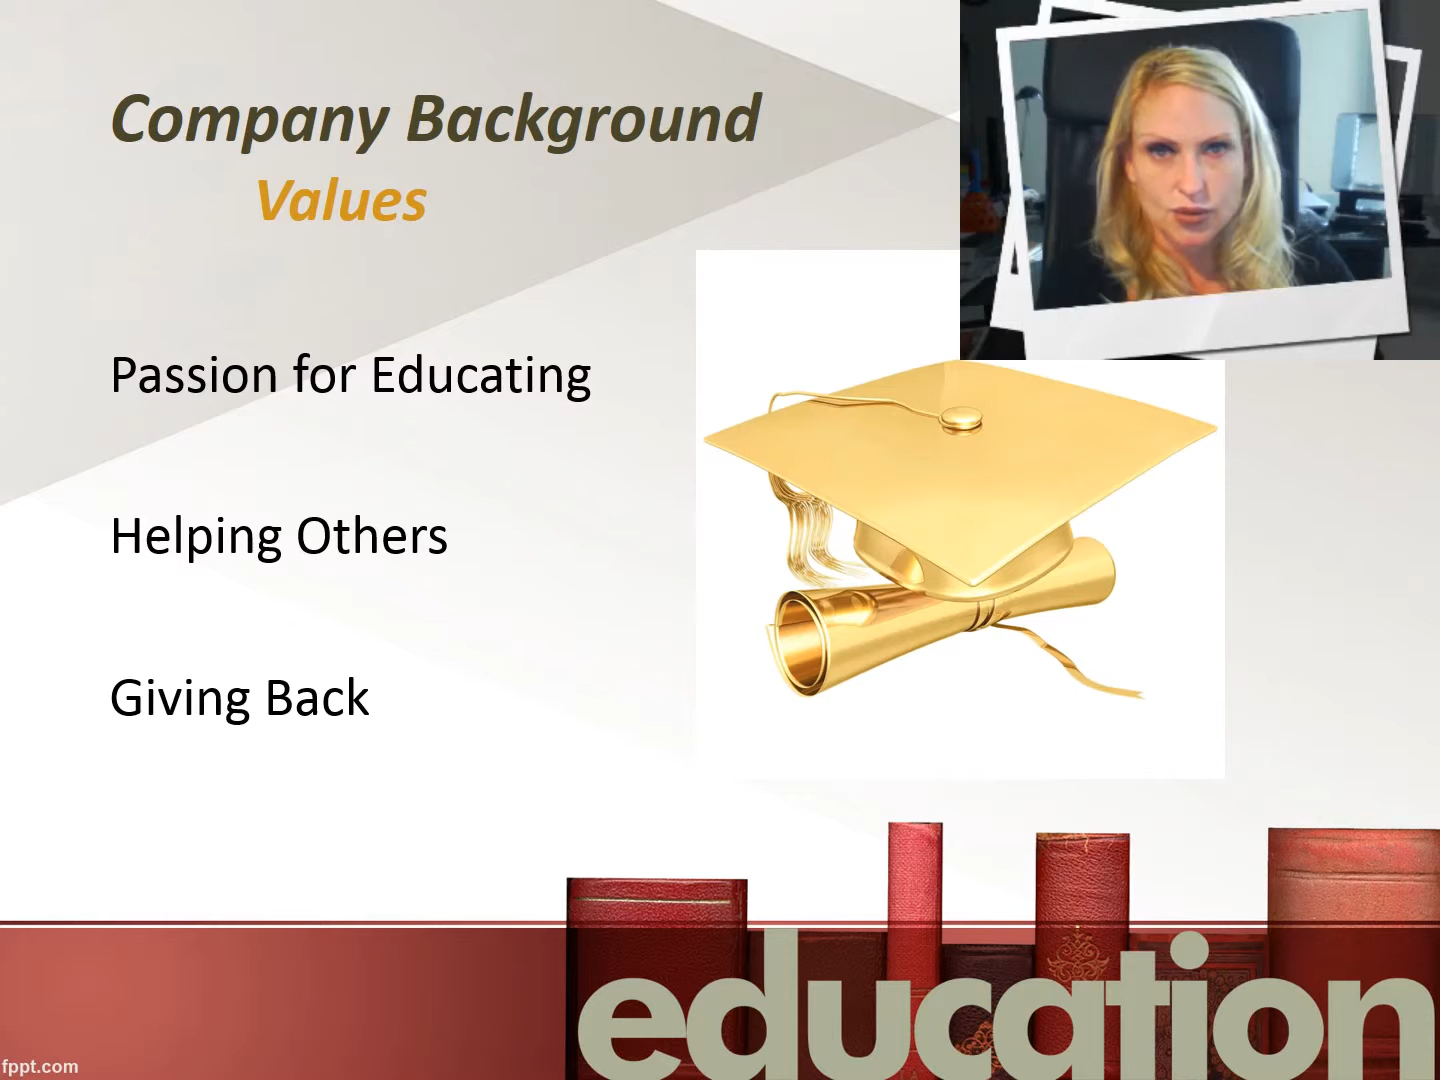 Company Background
Values
Passion for Educating
Helping Others
Giving Back
education
fppt.com